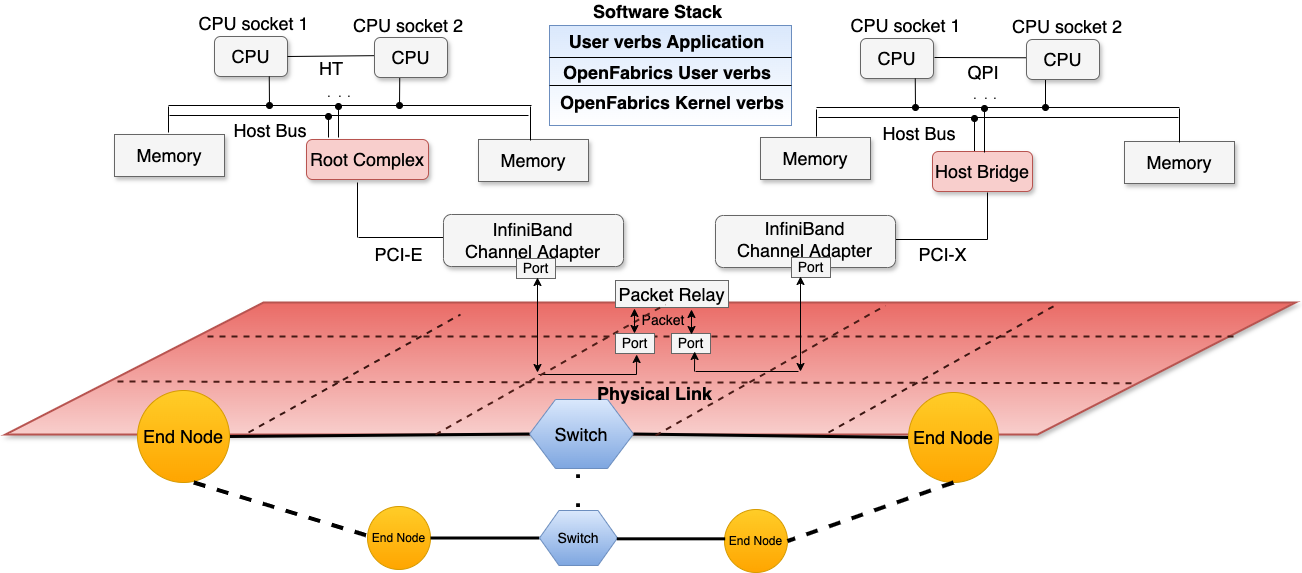 Software Stack
CPU socket 1
CPU socket 2
CPU socket 1
CPU socket 2
User verbs Application
OpenFabrics User verbs
OpenFabrics Kernel verbs
CPU
HT
CPU
. . .
CPU
QPI
CPU
. . .
Host Bus
Host Bus
Memory
Root Complex
Memory
Memory
Host Bridge
Memory
InfiniBand
Channel Adapter
InfiniBand
Channel Adapter
PCI-E
PCI-X
Port
Port
Packet Relay
Packet
Port
Port
Physical Link
End Node
Switch
End Node
End Node
Switch
End Node